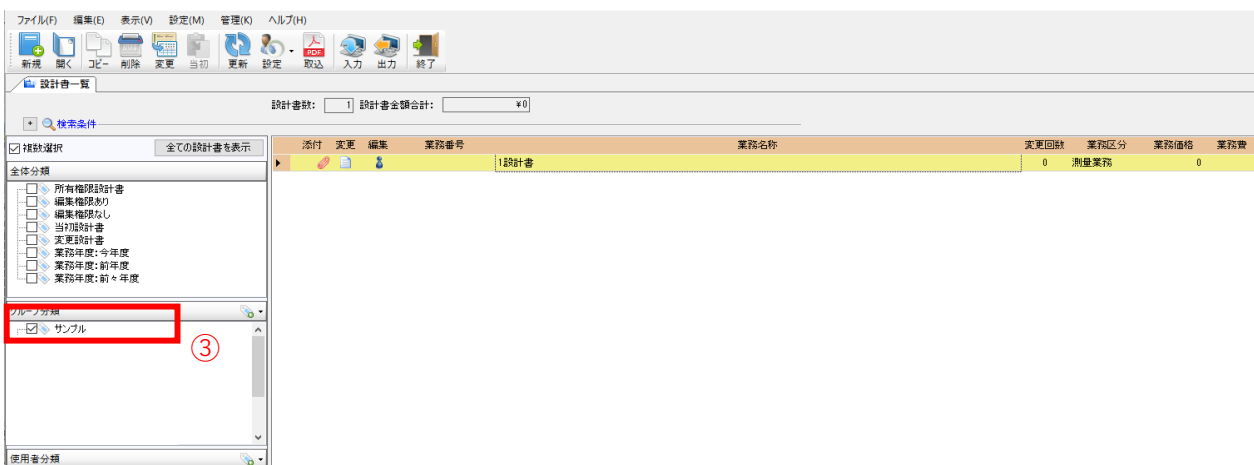 ファイル(F) 編集(E) 表示(V) 設定(M) 管理(K) ヘルプ(H)
新規 開く コピー 削除 変更 当初 更新 設定 PDF 取込 入力 出力 終了
設計書一覧
設計書数: 1 設計書金額合計: ¥0
+ 検索条件
複数選択 全ての設計書を表示
添付 変更 編集 業務番号 業務名称 変更回数 業務区分 業務価格 業務費
1設計書 0 測量業務 0
全体分類
所有権限設計書
編集権限あり
編集権限なし
当初設計書
変更設計書
業務年度:今年度
業務年度:前年度
業務年度:前々年度
グループ分類
サンプル
③
使用者分類